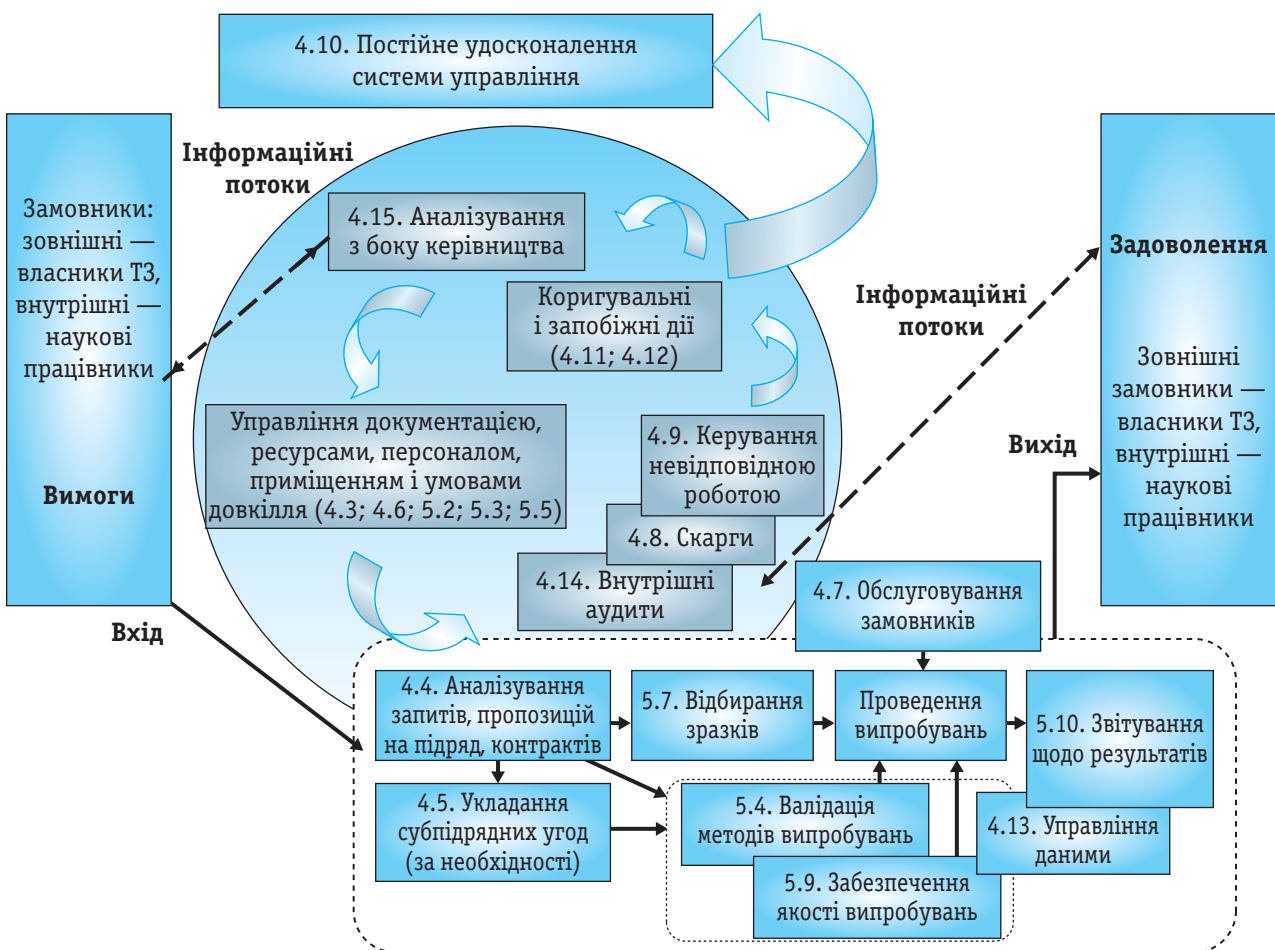 4.10. Постійне удосконалення
системи управління
Інформаційні
потоки
Замовники:
зовнішні —
власники ТЗ,
внутрішні —
наукові
працівники
Вимоги
4.15. Аналізування
з боку керівництва
Коригувальні
і запобіжні дії
(4.11; 4.12)
Управління документацією,
ресурсами, персоналом,
приміщенням і умовами
довкілля (4.3; 4.6; 5.2; 5.3; 5.5)
4.9. Керування
невідповідною
роботою
4.8. Скарги
4.14. Внутрішні
аудити
Інформаційні
потоки
Задоволення
Зовнішні
замовники —
власники ТЗ,
внутрішні —
наукові
працівники
Вихід
Вхід
4.7. Обслуговування
замовників
4.4. Аналізування
запитів, пропозицій
на підряд, контрактів
5.7. Відбирання
зразків
Проведення
випробувань
5.10. Звітування
щодо результатів
4.5. Укладання
субпідрядних угод
(за необхідності)
5.4. Валідація
методів випробувань
4.13. Управління
даними
5.9. Забезпечення
якості випробувань